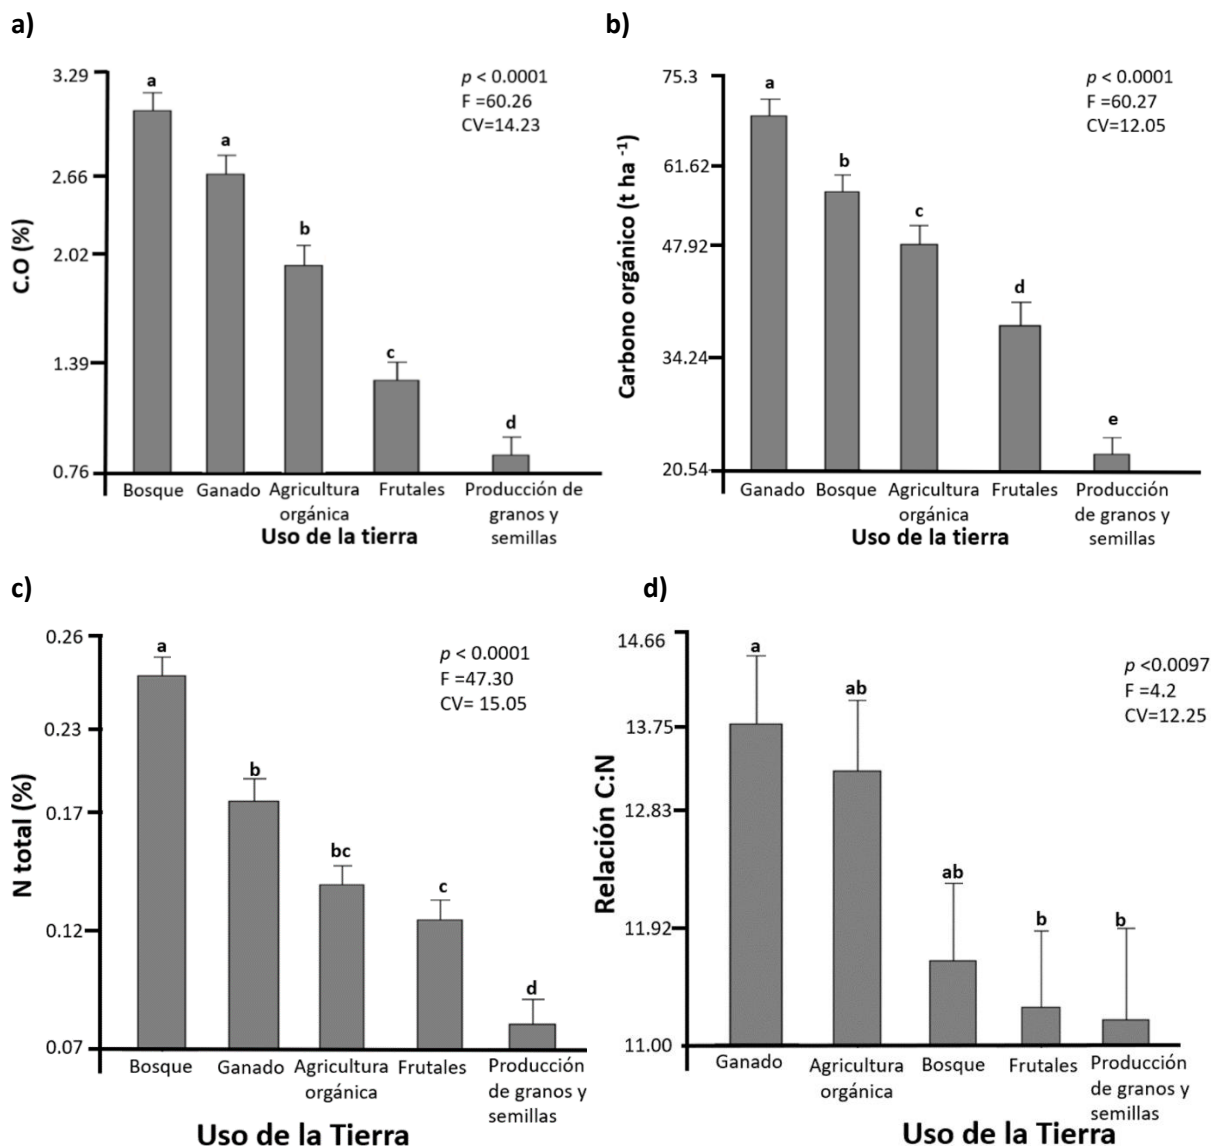 a)
3.29
2.66
2.02
1.39
0.76
C.O (%)
p < 0.0001
F =60.26
CV=14.23
a
a
b
c
d
Bosque
Ganado
Agricultura
orgánica
Frutales
Producción de
granos y
semillas
Uso de la tierra
b)
75.3
61.62
47.92
34.24
20.54
Carbono orgánico (t ha -1)
p < 0.0001
F =60.27
CV=12.05
a
b
c
d
e
Ganado
Bosque
Agricultura
orgánica
Frutales
Producción
de granos y
semillas
Uso de la tierra
c)
0.26
0.23
0.17
0.12
0.07
N total (%)
p < 0.0001
F =47.30
CV= 15.05
a
b
bc
c
d
Bosque
Ganado
Agricultura
orgánica
Frutales
Producción
de granos y
semillas
Uso de la Tierra
d)
14.66
13.75
12.83
11.92
11.00
Relación C:N
p <0.0097
F =4.2
CV=12.25
a
ab
ab
b
b
Ganado
Agricultura
orgánica
Bosque
Frutales
Producción
de granos y
semillas
Uso de la Tierra